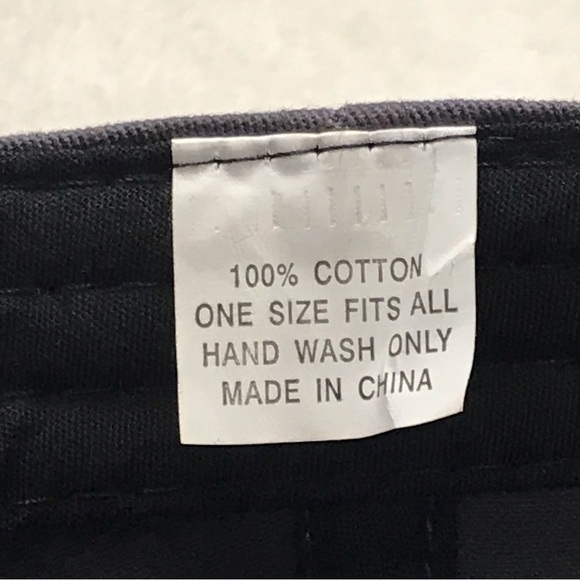 100% COTTON
ONE SIZE FITS ALL
HAND WASH ONLY
MADE IN CHINA